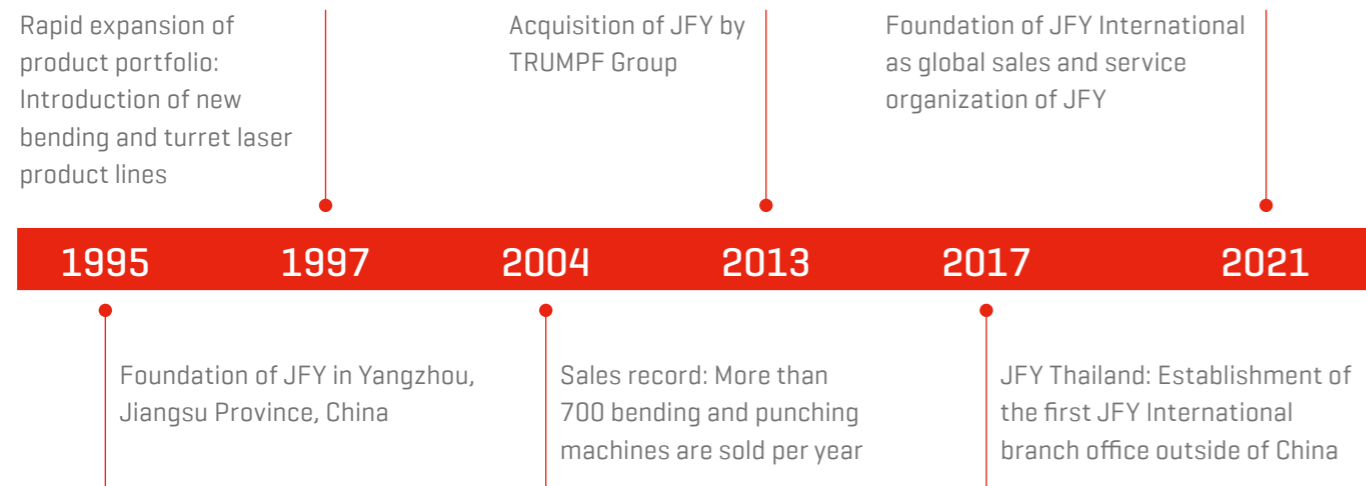 Rapid expansion of
product portfolio:
Introduction of new
bending and turret laser
product lines
Acquisition of JFY by
TRUMPF Group
Foundation of JFY International
as global sales and service
organization of JFY
1995 1997 2004 2013 2017 2021
Foundation of JFY in Yangzhou,
Jiangsu Province, China
Sales record: More than
700 bending and punching
machines are sold per year
JFY Thailand: Establishment of
the first JFY International
branch office outside of China